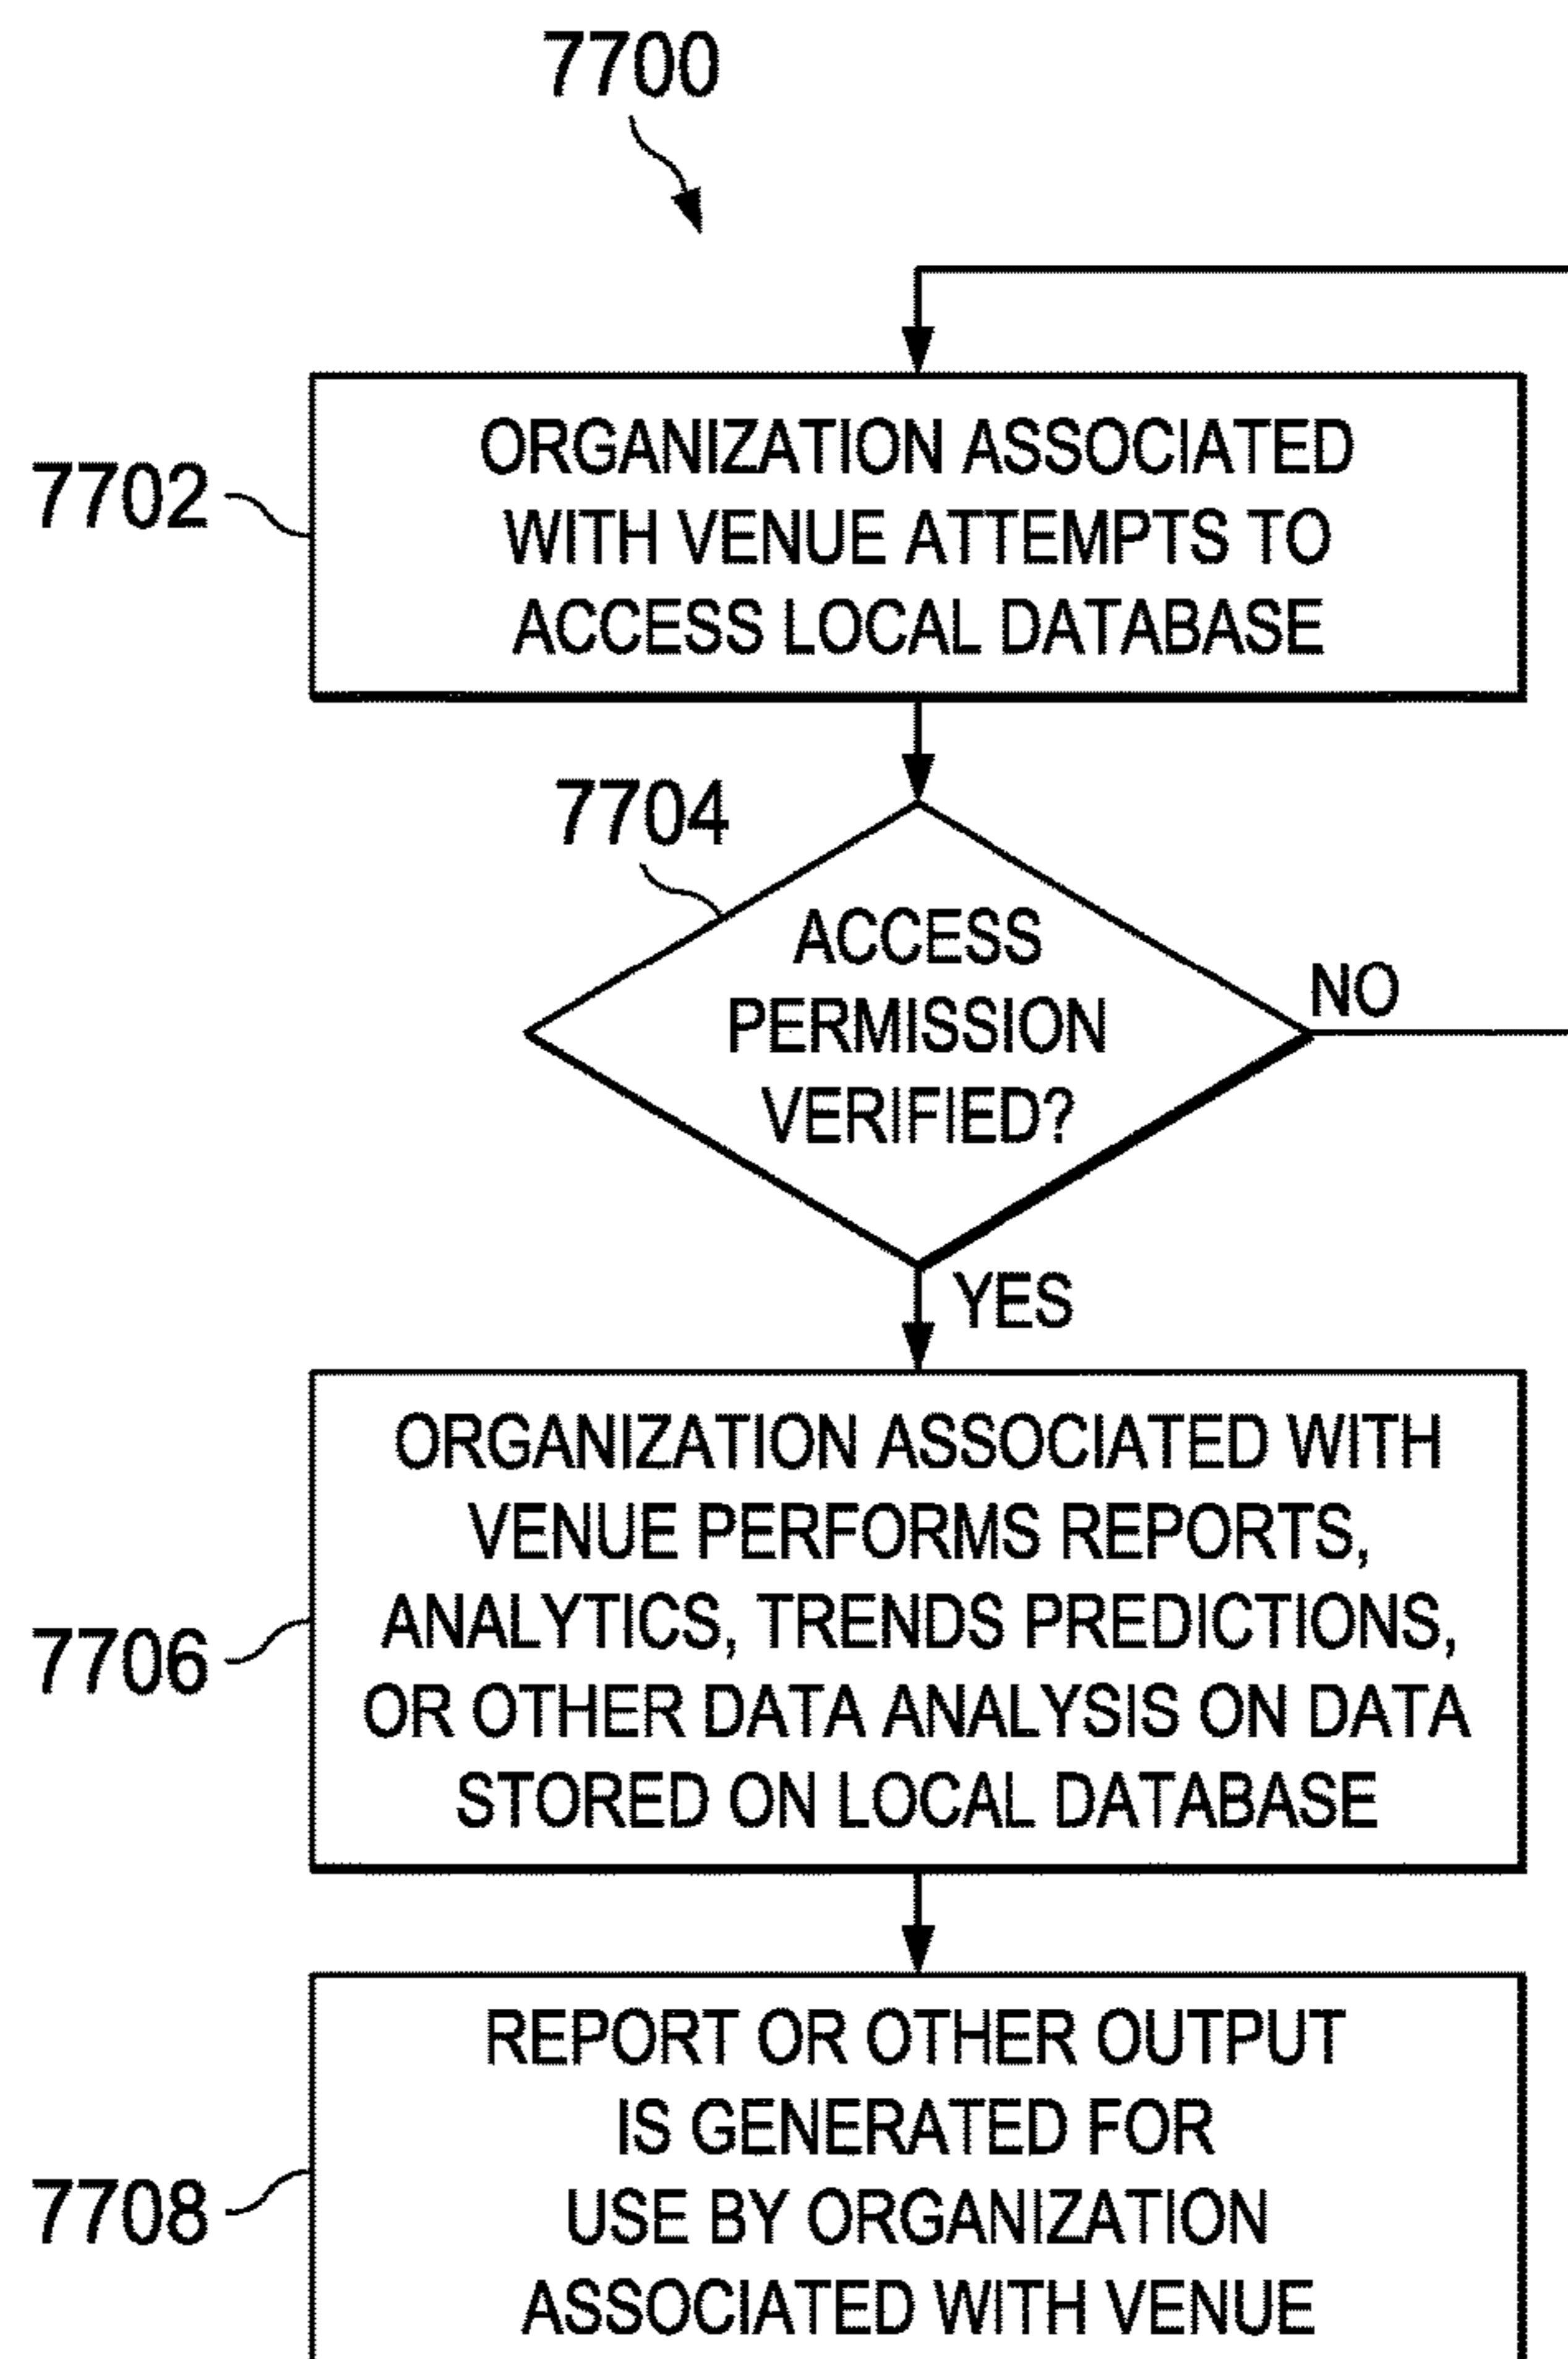 7700
7702
ORGANIZATION ASSOCIATED
WITH VENUE ATTEMPTS TO
ACCESS LOCAL DATABASE
7704
ACCESS
PERMISSION
VERIFIED?
NO
YES
7706
ORGANIZATION ASSOCIATED WITH
VENUE PERFORMS REPORTS,
ANALYTICS, TRENDS PREDICTIONS,
OR OTHER DATA ANALYSIS ON DATA
STORED ON LOCAL DATABASE
7708
REPORT OR OTHER OUTPUT
IS GENERATED FOR
USE BY ORGANIZATION
ASSOCIATED WITH VENUE